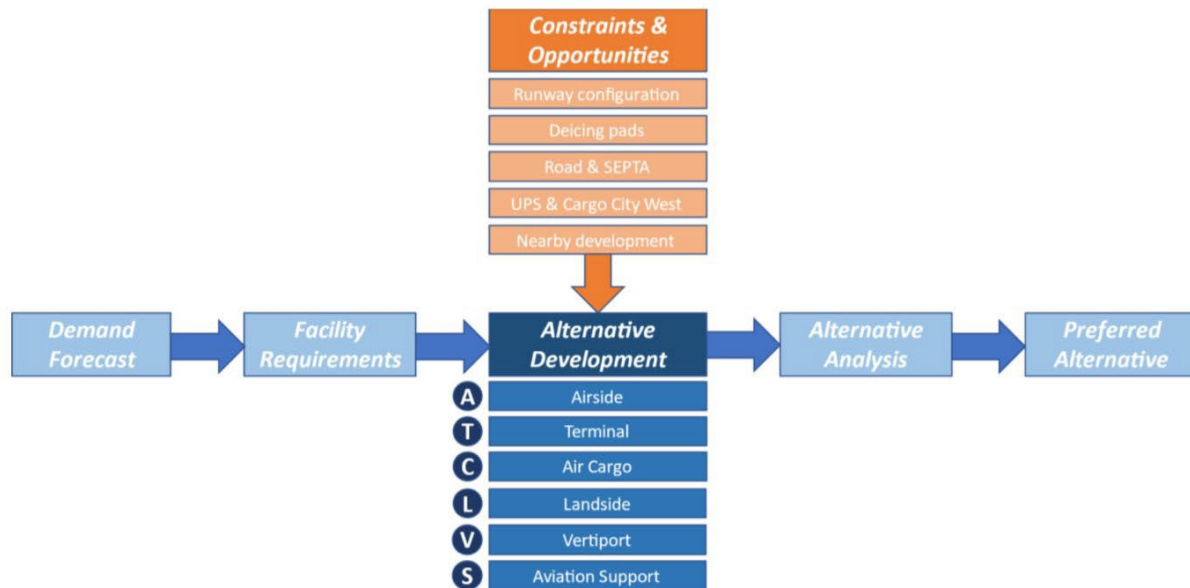 Constraints &
Opportunities
Runway configuration
Deicing pads
Road & SEPTA
UPS & Cargo City West
Nearby development
Demand
Forecast
Facility
Requirements
Alternative
Development
Alternative
Analysis
Preferred
Alternative
A Airside
T Terminal
C Air Cargo
L Landside
V Vertiport
S Aviation Support